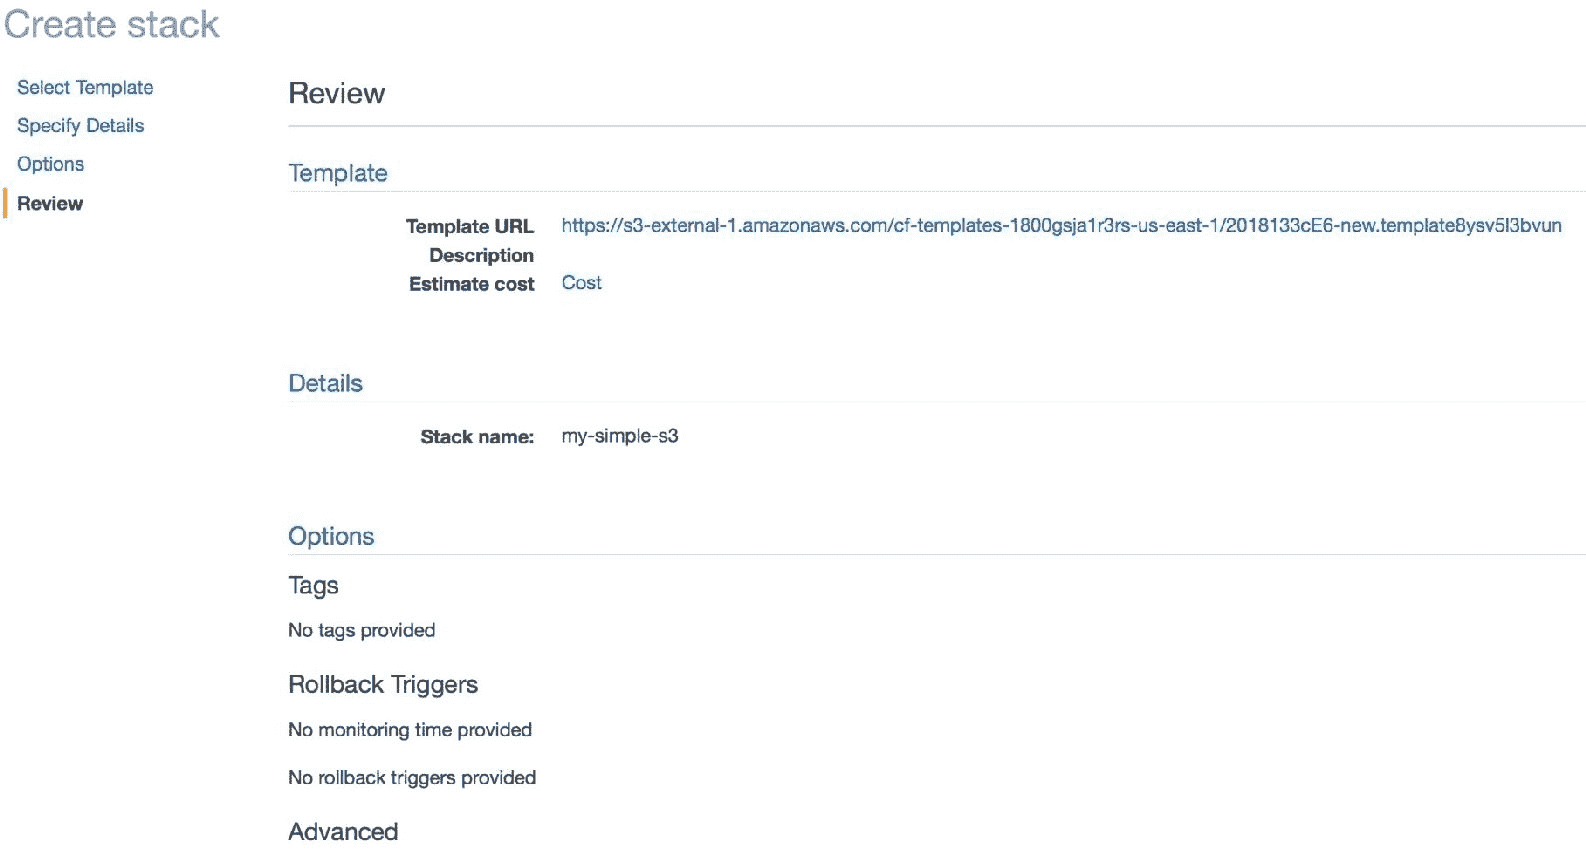 Create stack
Select Template
Specify Details
Options
Review
Review
Template
Template URL https://s3-external-1.amazonaws.com/cf-templates-1800gsja1r3rs-us-east-1/2018133cE6-new.template8ysv5l3bvun
Description
Estimate cost Cost
Details
Stack name: my-simple-s3
Options
Tags
No tags provided
Rollback Triggers
No monitoring time provided
No rollback triggers provided
Advanced